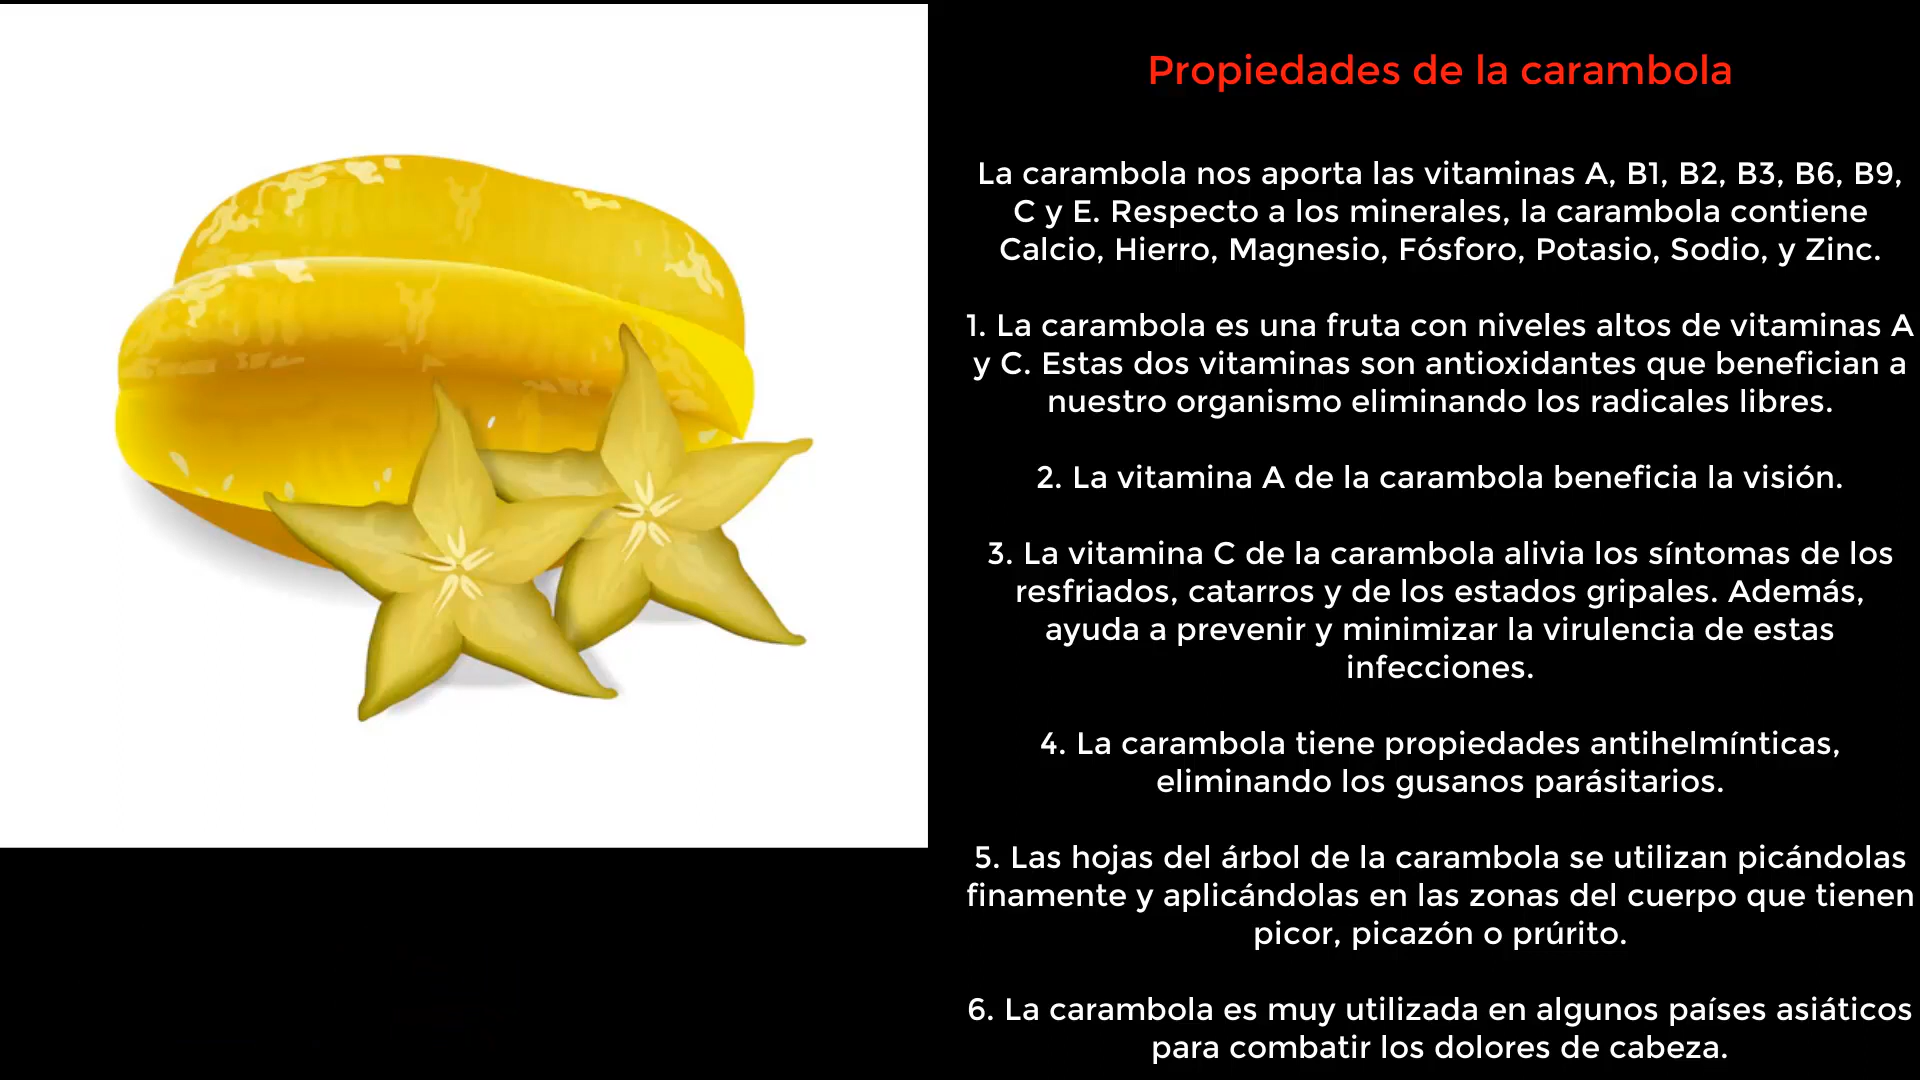 Propiedades de la carambola
La carambola nos aporta las vitaminas A, B1, B2, B3, B6, B9,
C y E. Respecto a los minerales, la carambola contiene
Calcio, Hierro, Magnesio, Fósforo, Potasio, Sodio, y Zinc.
1. La carambola es una fruta con niveles altos de vitaminas A
y C. Estas dos vitaminas son antioxidantes que benefician a
nuestro organismo eliminando los radicales libres.
2. La vitamina A de la carambola beneficia la visión.
3. La vitamina C de la carambola alivia los síntomas de los
resfriados, catarros y de los estados gripales. Además,
ayuda a prevenir y minimizar la virulencia de estas
infecciones.
4. La carambola tiene propiedades antihelmínticas,
eliminando los gusanos parásitarios.
5. Las hojas del árbol de la carambola se utilizan picándolas
finamente y aplicándolas en las zonas del cuerpo que tienen
picor, picazón o prúrito.
6. La carambola es muy utilizada en algunos países asiáticos
para combatir los dolores de cabeza.